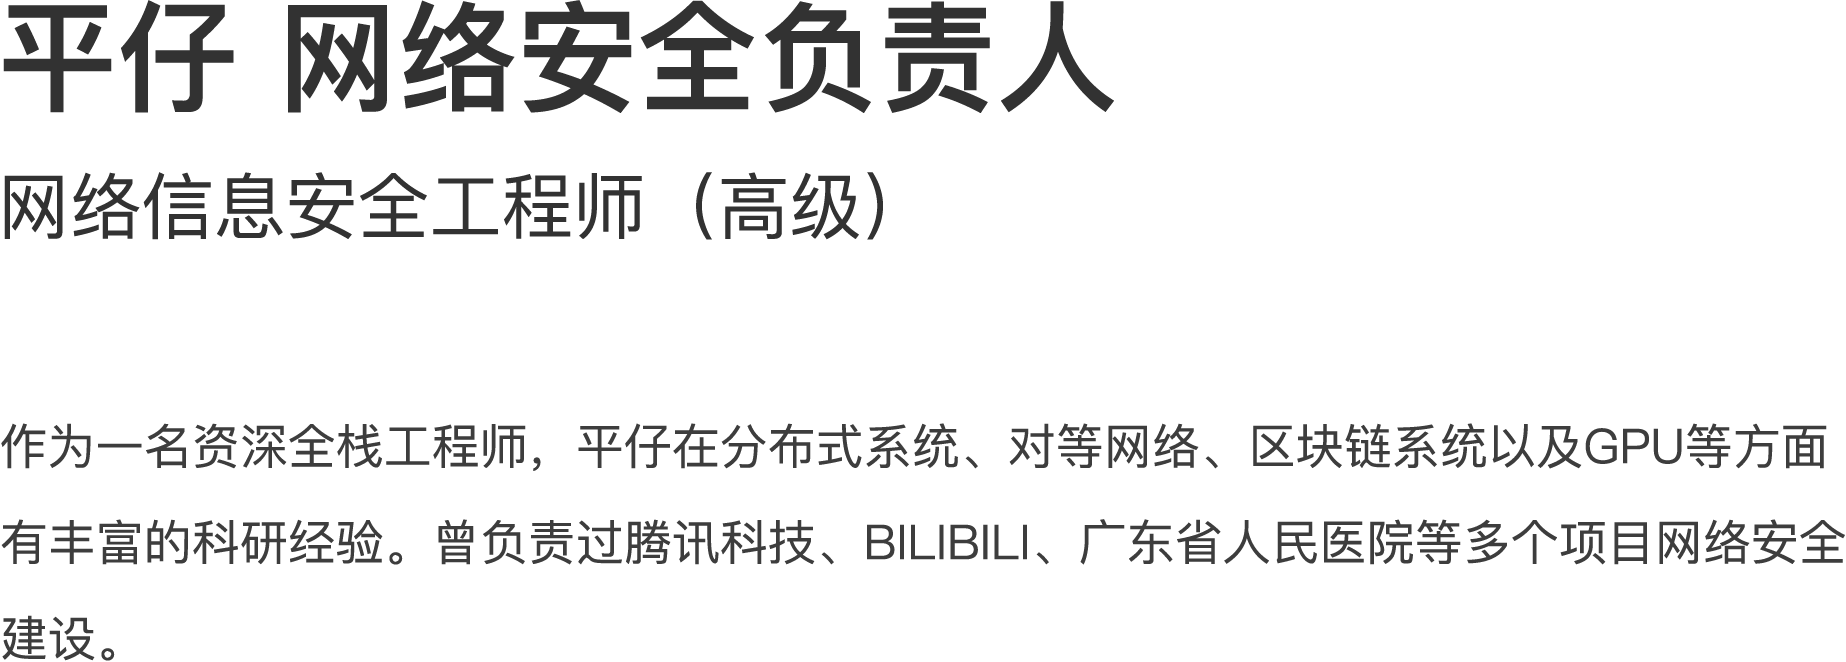 平仔 网络安全负责人
网络信息安全工程师（高级）
作为一名资深全栈工程师，平仔在分布式系统、对等网络、区块链系统以及GPU等方面
有丰富的科研经验。曾负责过腾讯科技、BILIBILI、广东省人民医院等多个项目网络安全
建设。